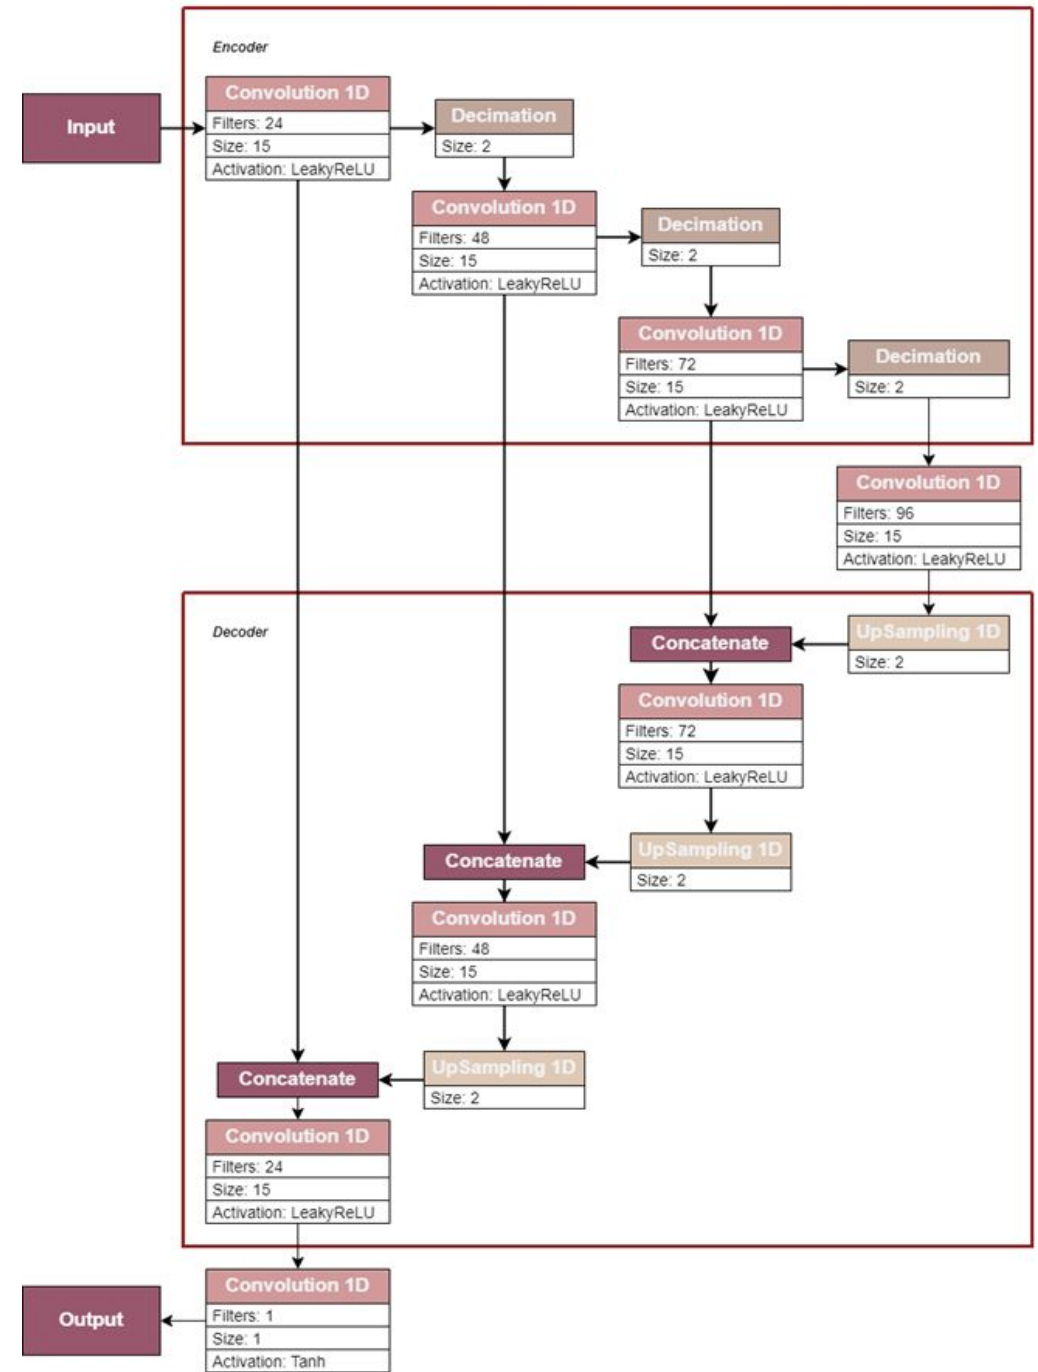 Encoder
Input
Convolution 1D
Filters: 24
Size: 15
Activation: LeakyReLU
Decimation
Size: 2
Convolution 1D
Filters: 48
Size: 15
Activation: LeakyReLU
Decimation
Size: 2
Convolution 1D
Filters: 72
Size: 15
Activation: LeakyReLU
Decimation
Size: 2
Convolution 1D
Filters: 96
Size: 15
Activation: LeakyReLU
Decoder
UpSampling 1D
Size: 2
Concatenate
Convolution 1D
Filters: 72
Size: 15
Activation: LeakyReLU
UpSampling 1D
Size: 2
Concatenate
Convolution 1D
Filters: 48
Size: 15
Activation: LeakyReLU
UpSampling 1D
Size: 2
Concatenate
Convolution 1D
Filters: 24
Size: 15
Activation: LeakyReLU
Convolution 1D
Filters: 1
Size: 1
Activation: Tanh
Output